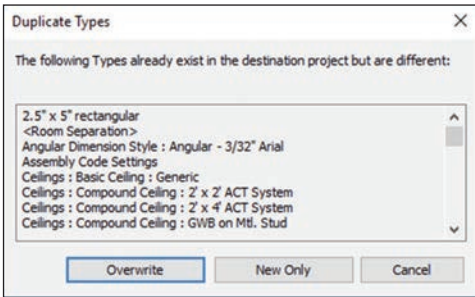 Duplicate Types
The following Types already exist in the destination project but are different:
2.5" x 5" rectangular
<Room Separation>
Angular Dimension Style : Angular - 3/32" Arial
Assembly Code Settings
Ceilings : Basic Ceiling : Generic
Ceilings : Compound Ceiling : 2' x 2' ACT System
Ceilings : Compound Ceiling : 2' x 4' ACT System
Ceilings : Compound Ceiling : GWB on Mtl. Stud
Overwrite New Only Cancel